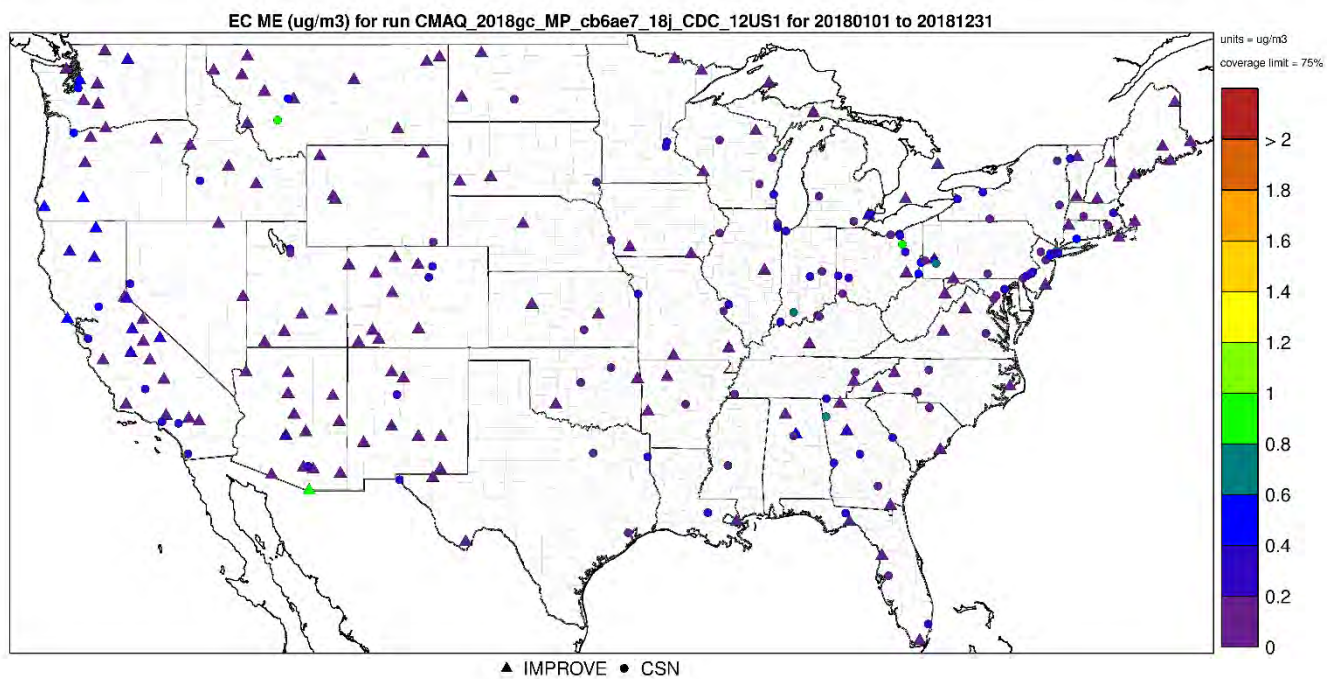 EC ME (ug/m3) for run CMAQ_2018gc_MP_cb6ae7_18j_CDC_12US1 for 20180101 to 20181231
units = ug/m3
coverage limit = 75%
> 2
1.8
1.6
1.4
1.2
1
0.8
0.6
0.4
0.2
0
IMPROVE CSN